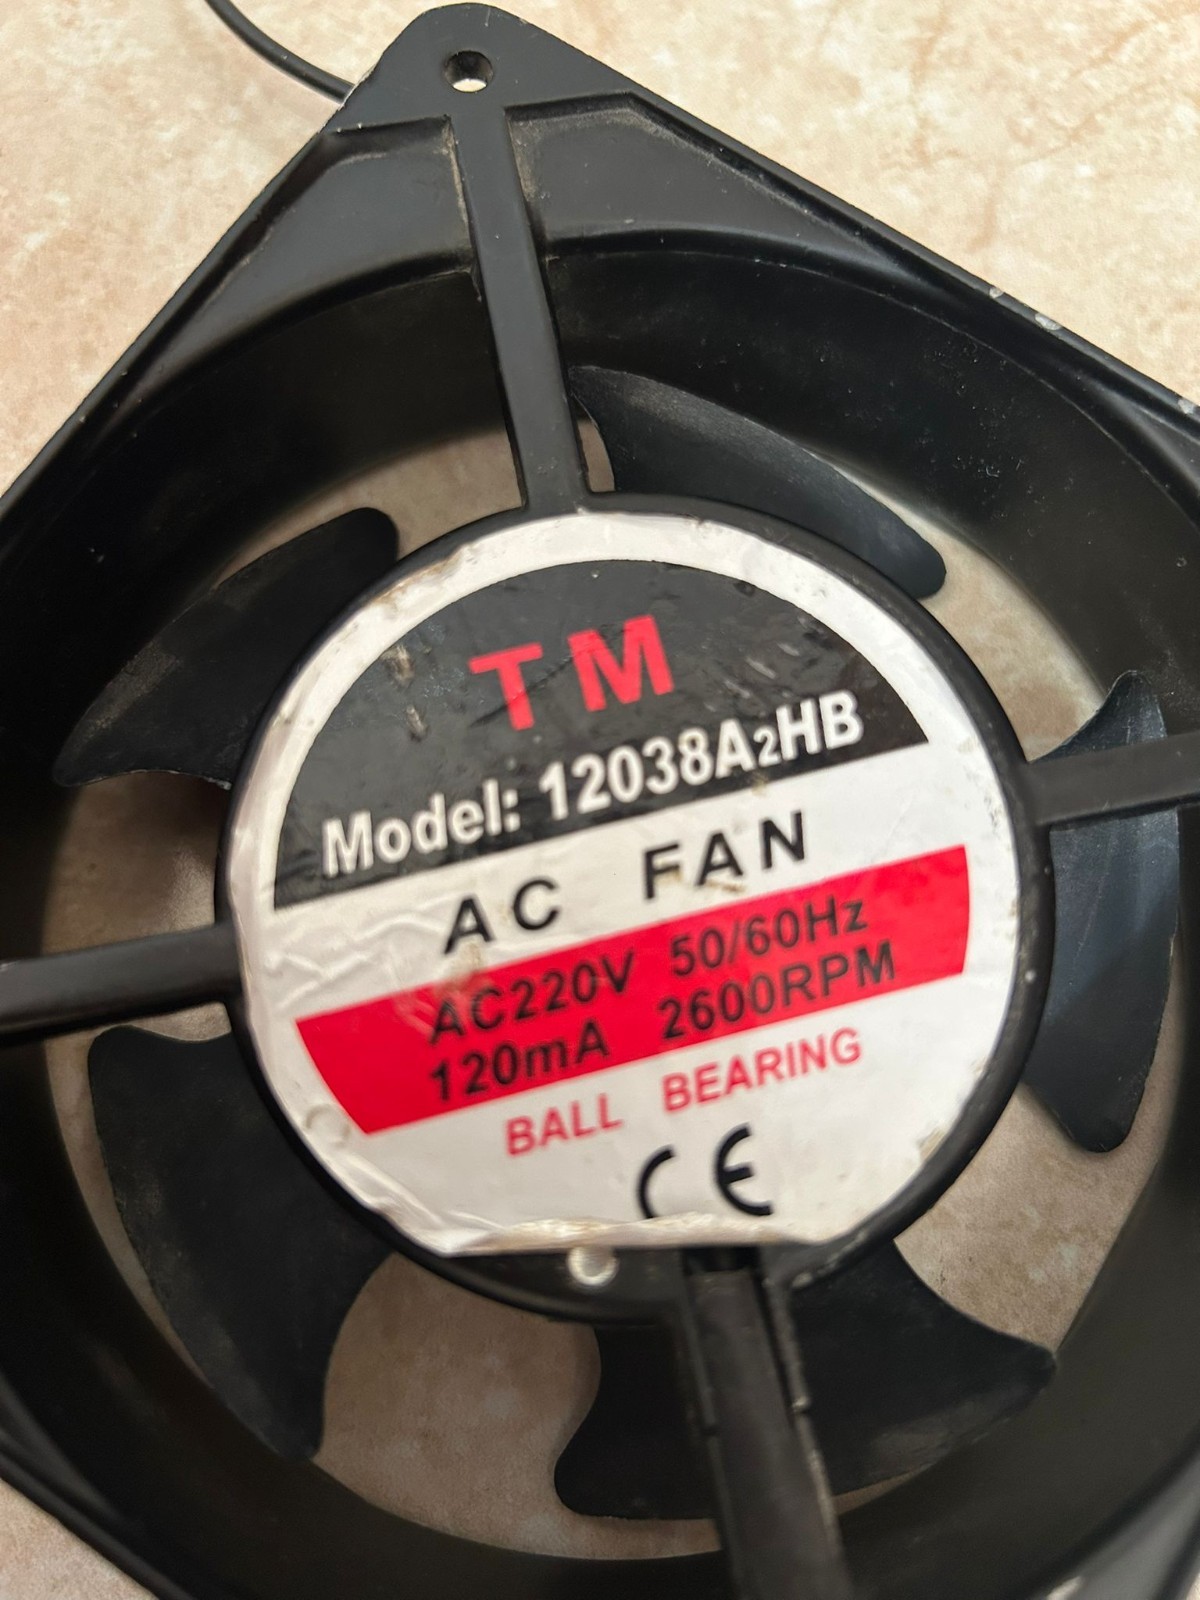 TM
Model: 12038A2HB
AC FAN
AC220V 50/60Hz
120mA 2600RPM
BALL BEARING
CE